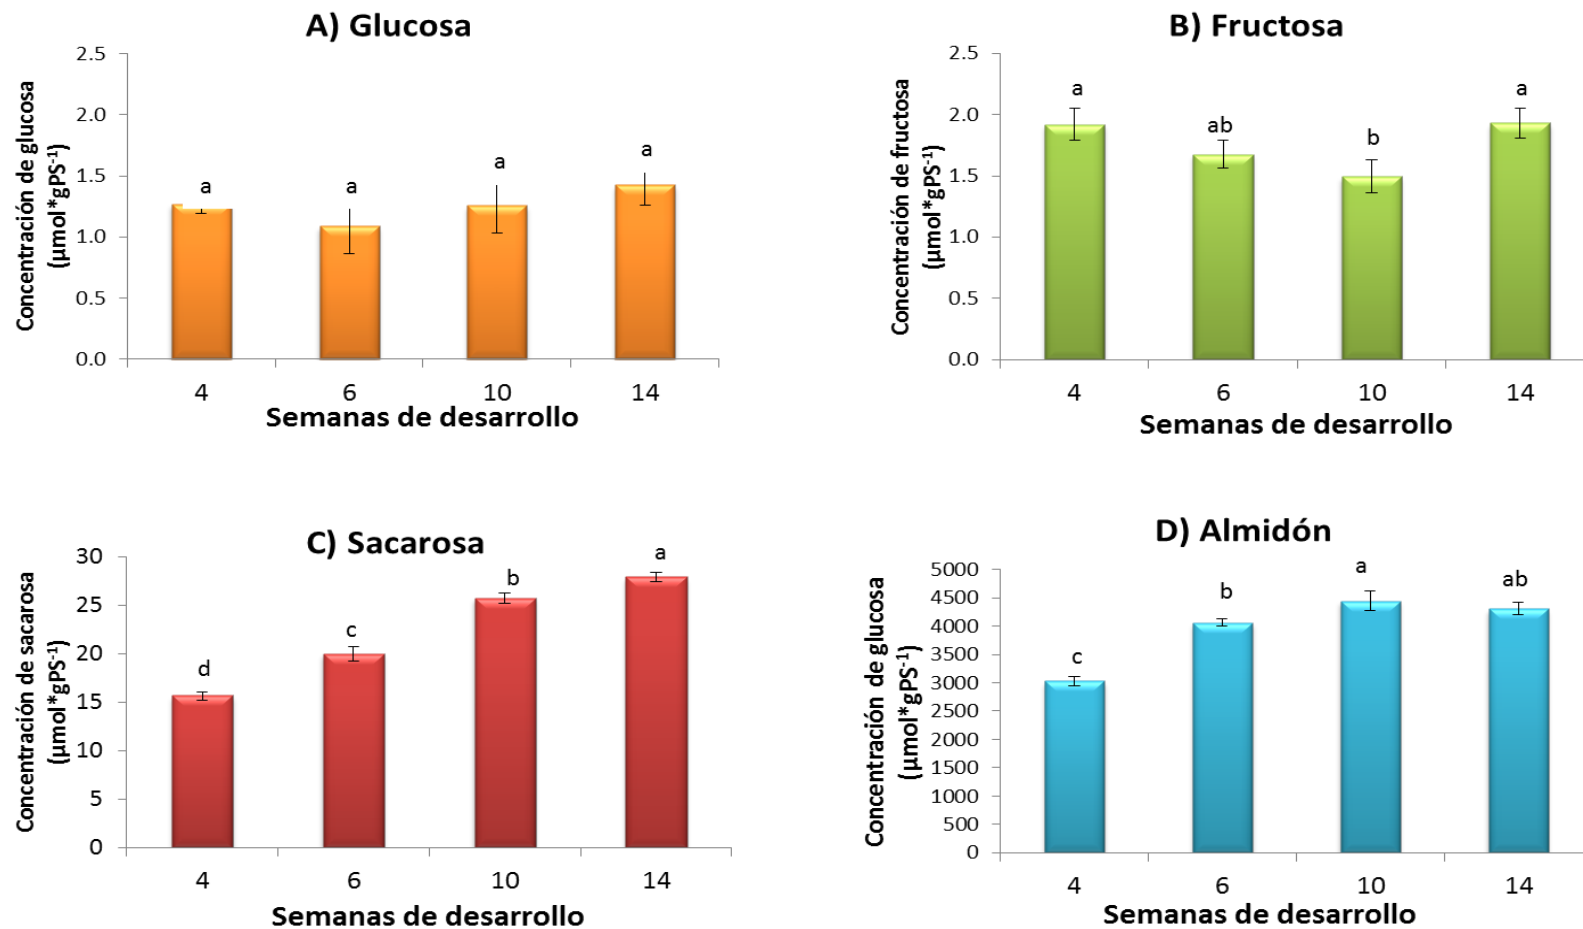 A) Glucosa
Concentración de glucosa
(µmol*gPS-1)
2.5
2.0
1.5
1.0
0.5
0.0
a
a
a
a
4 6 10 14
Semanas de desarrollo
B) Fructosa
Concentración de fructosa
(µmol*gPS-1)
2.5
2.0
1.5
1.0
0.5
0.0
a
ab
b
a
4 6 10 14
Semanas de desarrollo
C) Sacarosa
Concentración de sacarosa
(µmol*gPS-1)
30
25
20
15
10
5
0
d
c
b
a
4 6 10 14
Semanas de desarrollo
D) Almidón
Concentración de glucosa
(µmol*gPS-1)
5000
4500
4000
3500
3000
2500
2000
1500
1000
500
0
c
b
a
ab
4 6 10 14
Semanas de desarrollo